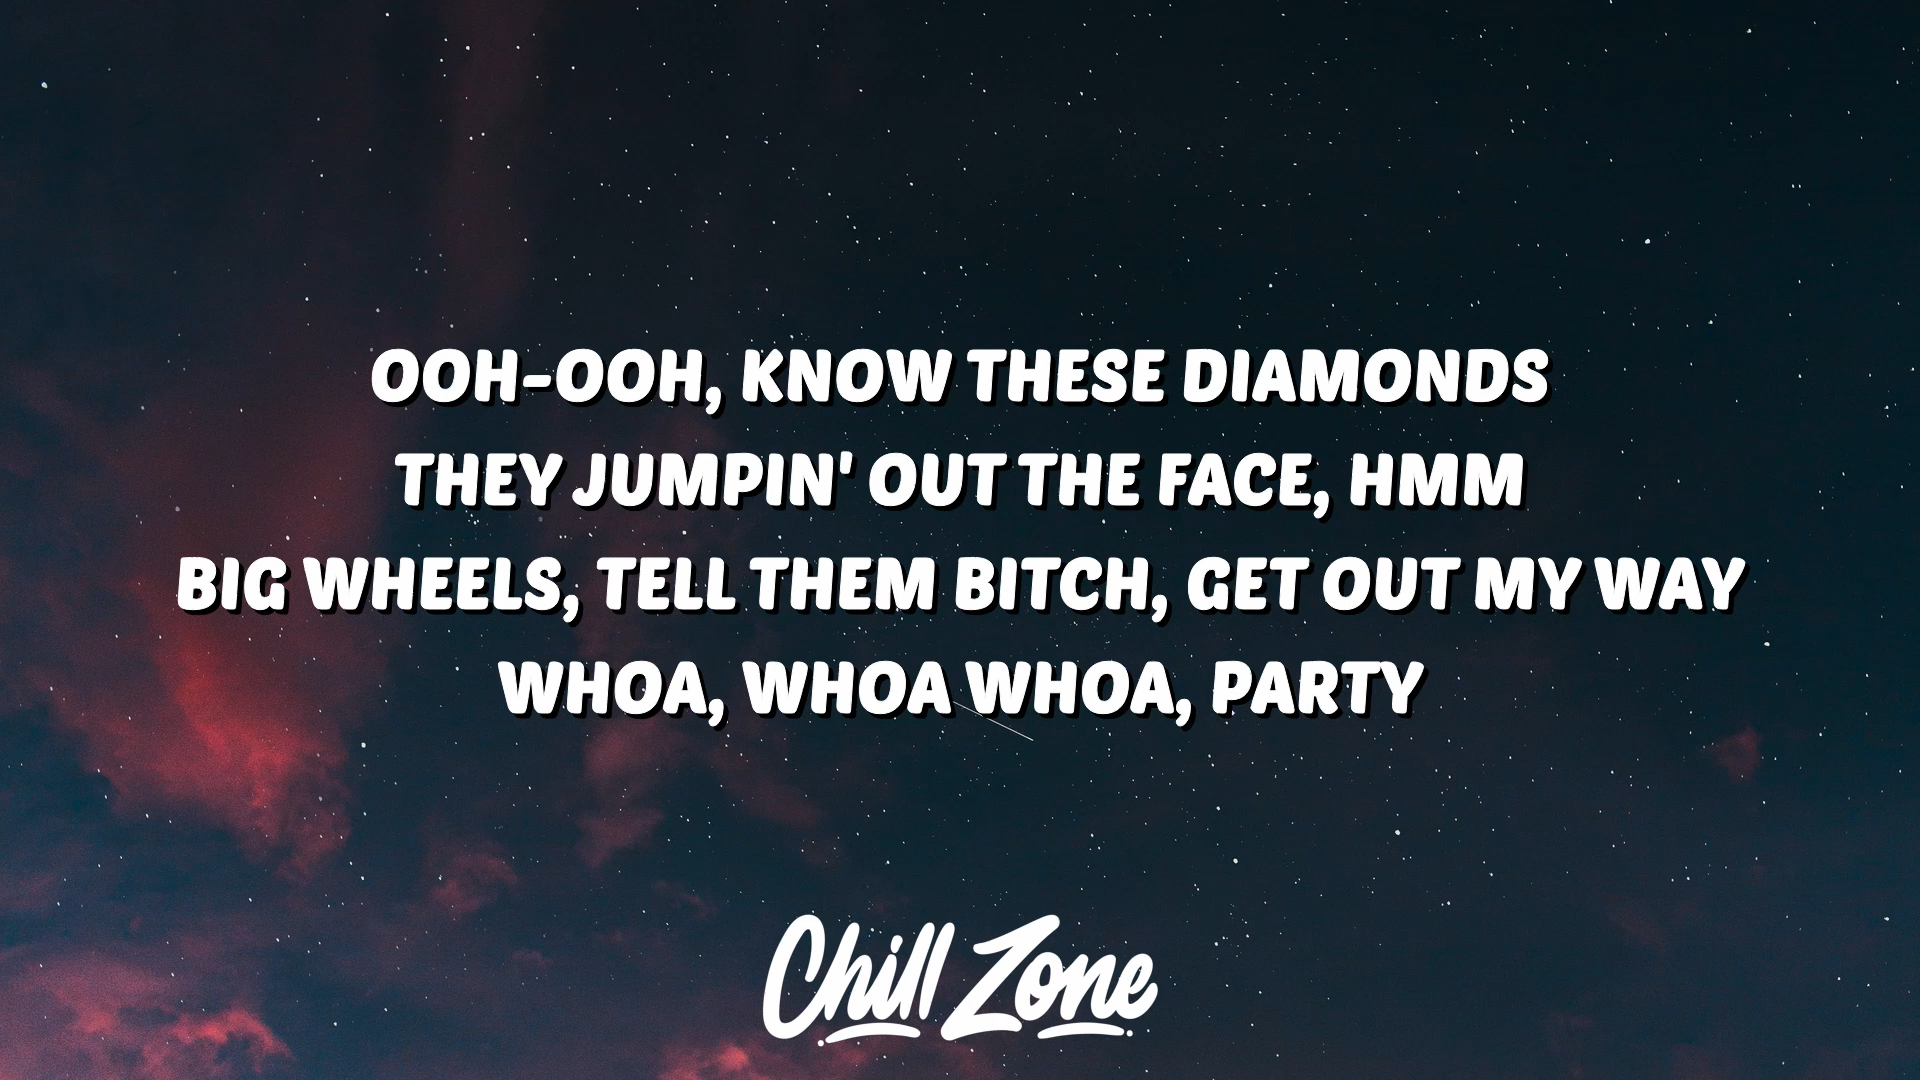 OOH-OOH, KNOW THESE DIAMONDS
THEY JUMPIN' OUT THE FACE, HMM
BIG WHEELS, TELL THEM BITCH, GET OUT MY WAY
WHOA, WHOA WHOA, PARTY
Chill Zone